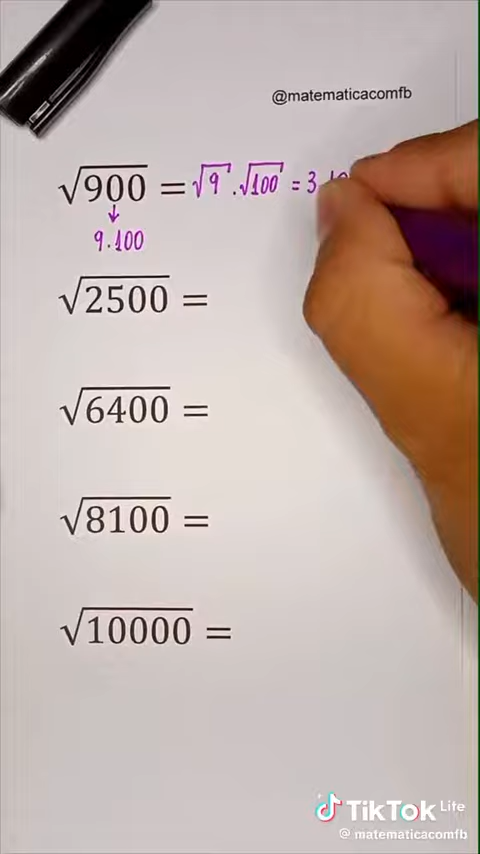 @matematicacomfb
√900 = √9 . √100 = 3
↓
9.100
√2500 =
√6400 =
√8100 =
√10000 =
TikTok Lite
@matematicacomfb